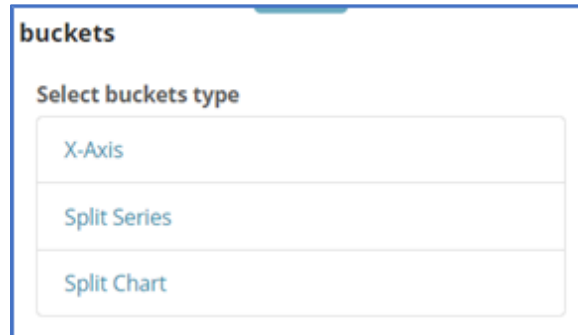 buckets
Select buckets type
X-Axis
Split Series
Split Chart